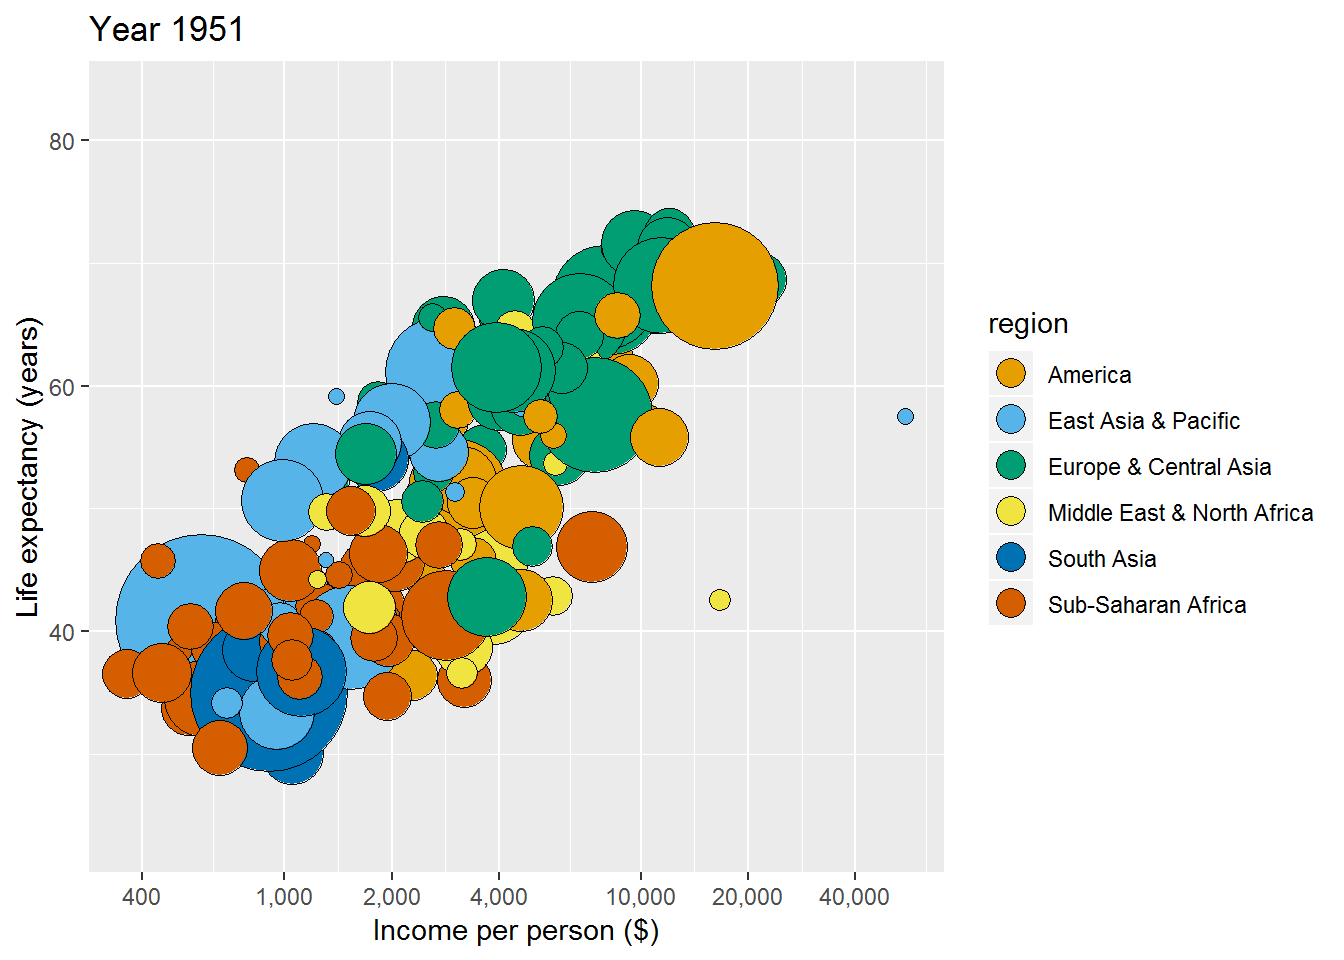 Year 1951
80
60
40
Life expectancy (years)
400
1,000
2,000
4,000
10,000
20,000
40,000
Income per person ($)
region
America
East Asia & Pacific
Europe & Central Asia
Middle East & North Africa
South Asia
Sub-Saharan Africa